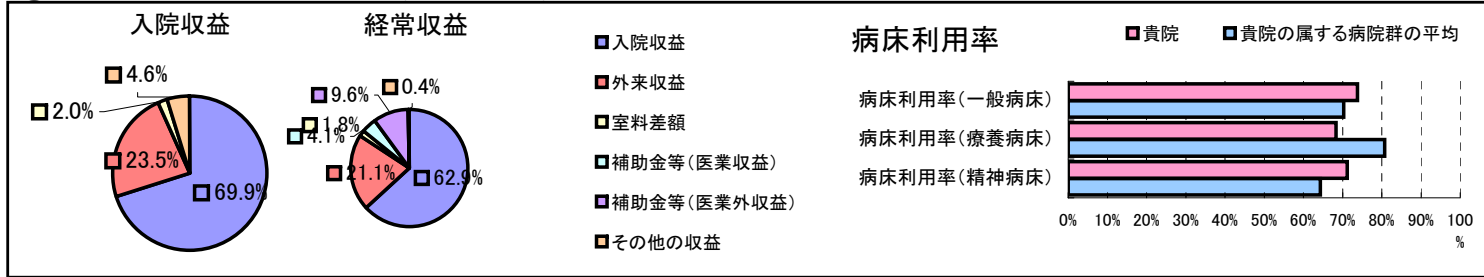 入院収益
4.6%
2.0%
23.5%
69.9%
経常収益
0.4%
9.6%
1.8%
4.1%
21.1%
62.9%
入院収益
外来収益
室料差額
補助金等(医業収益)
補助金等(医業外収益)
その他の収益
病床利用率
貴院 貴院の属する病院群の平均
病床利用率(一般病床)
病床利用率(療養病床)
病床利用率(精神病床)
0% 10% 20% 30% 40% 50% 60% 70% 80% 90% 100
%